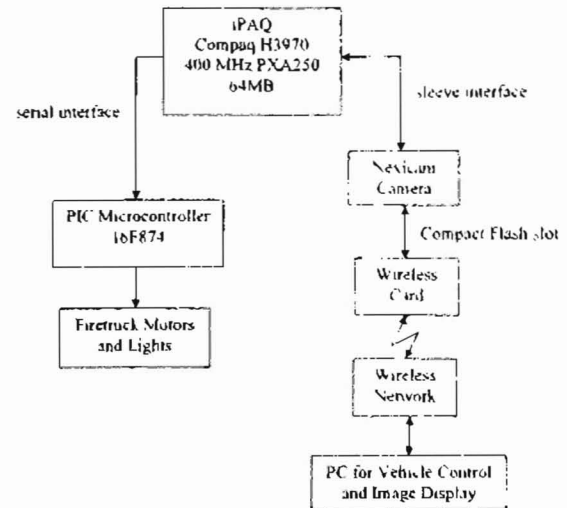 iPAQ
Compaq H3970
400 MHz PXA250
64MB
serial interface
sleeve interface
Nexicam
Camera
PIC Microcontroller
16F874
Compact Flash slot
Wireless
Card
Firetruck Motors
and Lights
Wireless
Network
PC for Vehicle Control
and Image Display